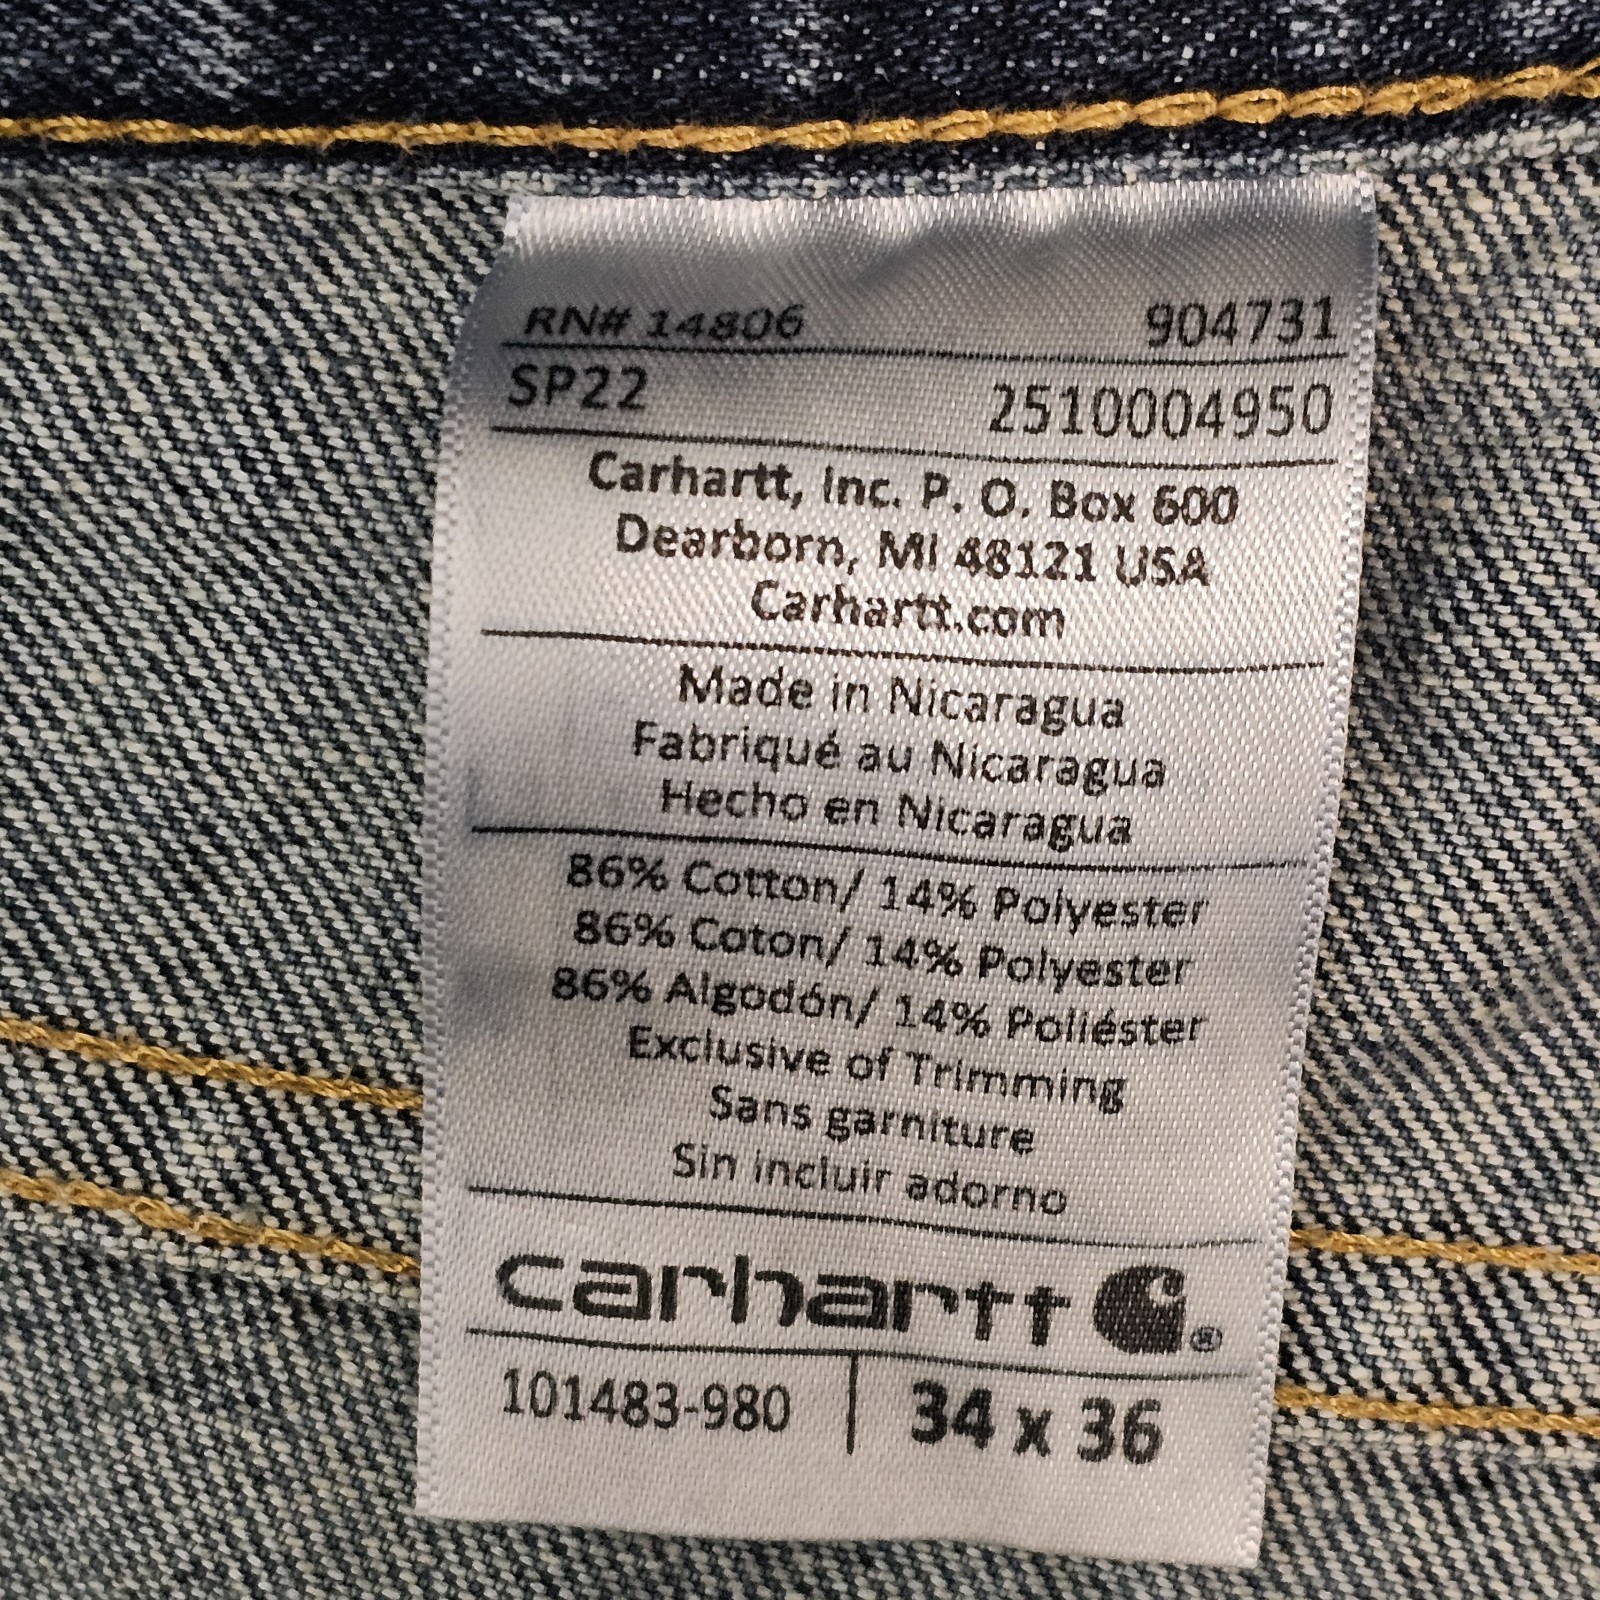 RN# 14806 904731
SP22 2510004950
Carhartt, Inc. P. O. Box 600
Dearborn, MI 48121 USA
Carhartt.com
Made in Nicaragua
Fabriqué au Nicaragua
Hecho en Nicaragua
86% Cotton/ 14% Polyester
86% Coton/ 14% Polyester
86% Algodón/ 14% Poliéster
Exclusive of Trimming
Sans garniture
Sin incluir adorno
carhartt ®
101483-980 34 x 36